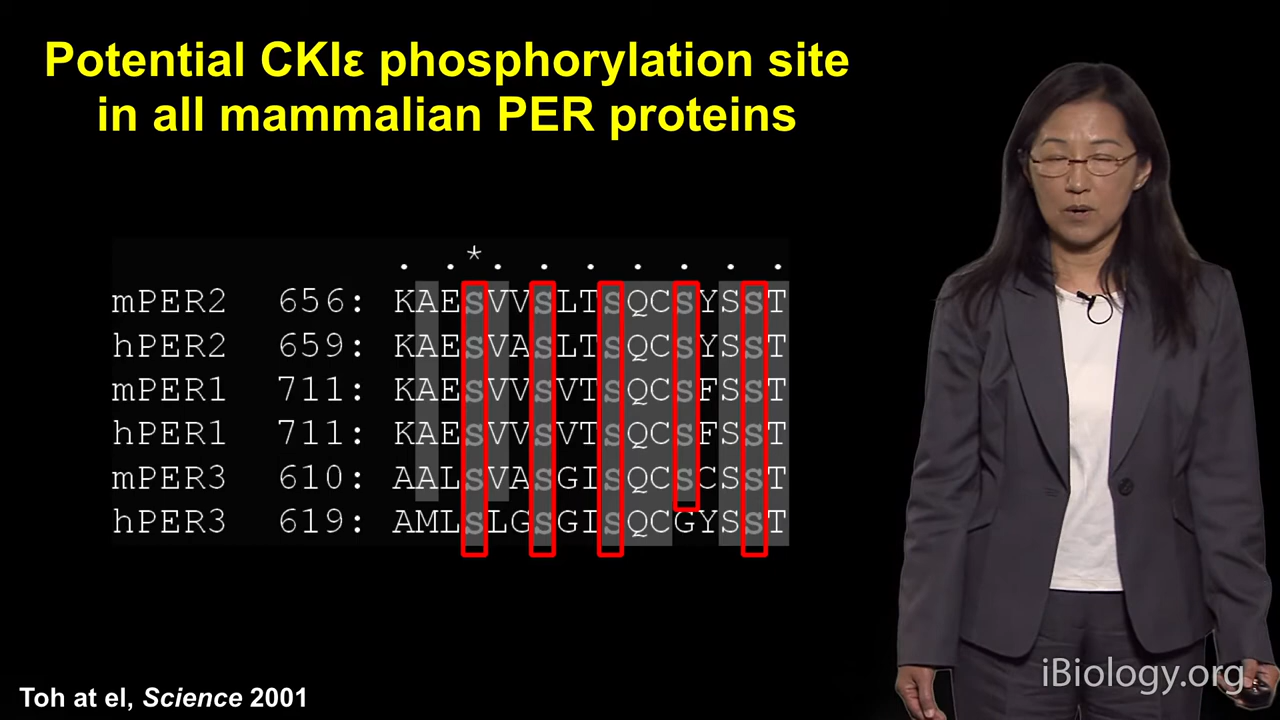 Potential CKIε phosphorylation site
in all mammalian PER proteins
. .*. . . . . . .
mPER2 656: KAESVVSLTSQCSYSST
hPER2 659: KAESVASLTSQCSYSST
mPER1 711: KAESVVSVTSQCSFSST
hPER1 711: KAESVVSVTSQCSFSST
mPER3 610: AALSVASGISQCSCSST
hPER3 619: AMLSLGSGISQCGYSST
Toh at el, Science 2001
iBiology.org